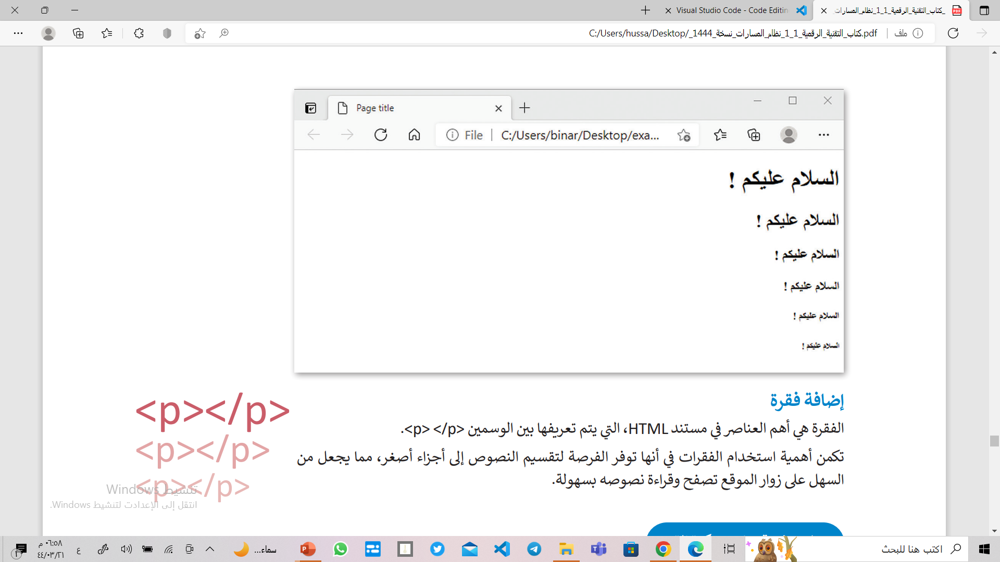 كتاب_التقنية_الرقمية_1_1_نظام_المسارات_
Visual Studio Code - Code Editin
ملف
C:/Users/hussa/Desktop/كتاب_التقنية_الرقمية_1_1_نظام_المسارات_نسخة_1444_.pdf
Page title
File
C:/Users/binar/Desktop/exa...
السلام عليكم !
السلام عليكم !
السلام عليكم !
السلام عليكم !
السلام عليكم !
السلام عليكم !
إضافة فقرة
الفقرة هي أهم العناصر في مستند HTML، التي يتم تعريفها بين الوسمين <p> </p>.
تكمن أهمية استخدام الفقرات في أنها توفر الفرصة لتقسيم النصوص إلى أجزاء أصغر، مما يجعل من
السهل على زوار الموقع تصفح وقراءة نصوصه بسهولة.
<p></p>
<p></p>
<p></p>
تنشيط Windows
انتقل إلى الإعدادت لتنشيط Windows.
اكتب هنا للبحث
سماء...
ع
٠٦:٥٨ م
٤٤/٠٣/٢١